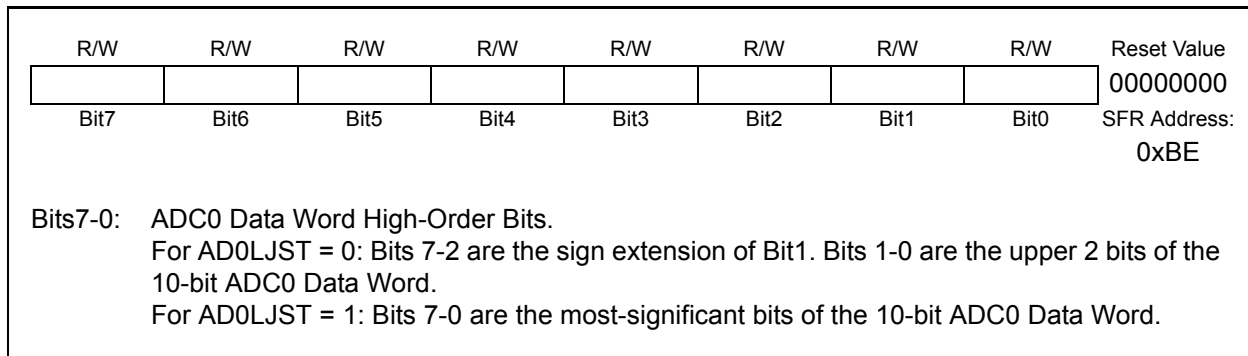 R/W R/W R/W R/W R/W R/W R/W R/W Reset Value
00000000
Bit7 Bit6 Bit5 Bit4 Bit3 Bit2 Bit1 Bit0 SFR Address:
0xBE
Bits7-0: ADC0 Data Word High-Order Bits.
For AD0LJST = 0: Bits 7-2 are the sign extension of Bit1. Bits 1-0 are the upper 2 bits of the
10-bit ADC0 Data Word.
For AD0LJST = 1: Bits 7-0 are the most-significant bits of the 10-bit ADC0 Data Word.